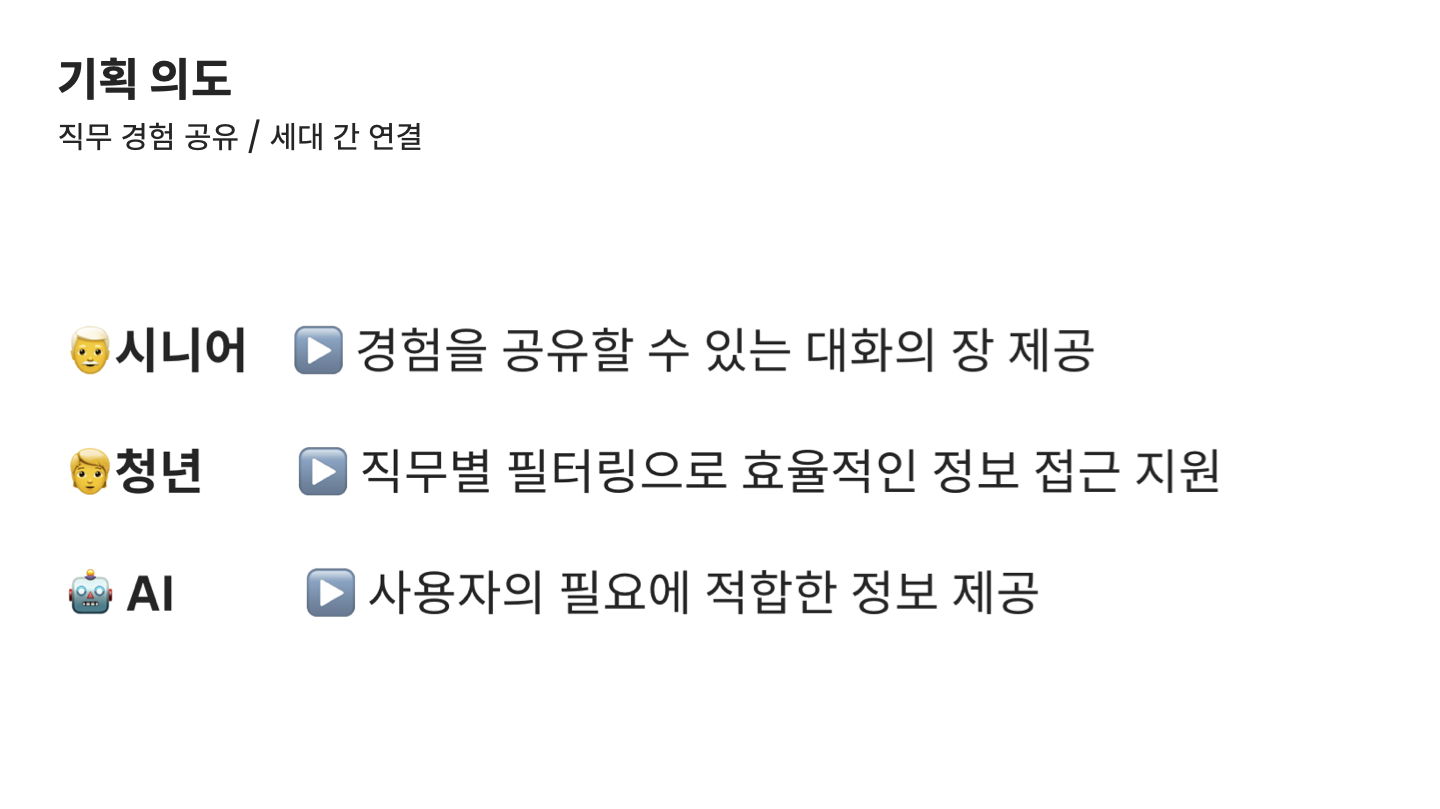 기획 의도
직무 경험 공유 / 세대 간 연결
시니어 경험을 공유할 수 있는 대화의 장 제공
청년 직무별 필터링으로 효율적인 정보 접근 지원
AI 사용자의 필요에 적합한 정보 제공